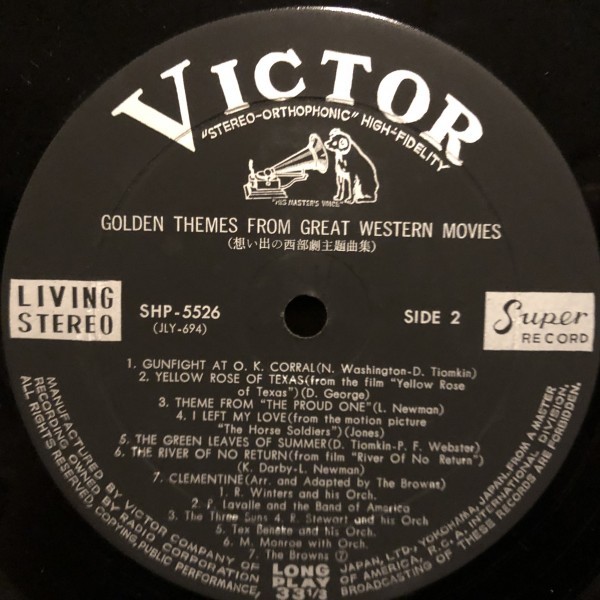 VICTOR
"STEREO-ORTHOPHONIC" HIGH-FIDELITY
"HIS MASTER'S VOICE"
GOLDEN THEMES FROM GREAT WESTERN MOVIES
(想い出の西部劇主題曲集)
LIVING
STEREO
SHP-5526
(JLY-694)
SIDE 2
Super
RECORD
1. GUNFIGHT AT O. K. CORRAL(N. Washington-D. Tiomkin)
2. YELLOW ROSE OF TEXAS(from the film "Yellow Rose
of Texas")(D. George)
3. THEME FROM "THE PROUD ONE"(L. Newman)
4. I LEFT MY LOVE(from the motion picture
"The Horse Soldiers")(Jones)
5. THE GREEN LEAVES OF SUMMER(D. Tiomkin-P. F. Webster)
6. THE RIVER OF NO RETURN(from film "River Of No Return")
(K. Darby-L. Newman)
7. CLEMENTINE(Arr. and Adapted by The Browns)
1. R. Winters and his Orch.
2. P. Lavalle and the Band of America
3. The Three Suns 4. R. Stewart and his Orch.
5. Tex Beneke and his Orch.
6. M. Monroe with Orch.
7. The Browns ⑦
LONG
PLAY
33 1/3
MANUFACTURED BY VICTOR COMPANY OF JAPAN, LTD., YOKOHAMA, JAPAN, FROM A MASTER
RECORDING OWNED BY RADIO CORPORATION OF AMERICA, R.C.A. INTERNATIONAL DIVISION.
ALL RIGHTS RESERVED, COPYING, PUBLIC PERFORMANCE, BROADCASTING OF THESE RECORDS ARE FORBIDDEN.